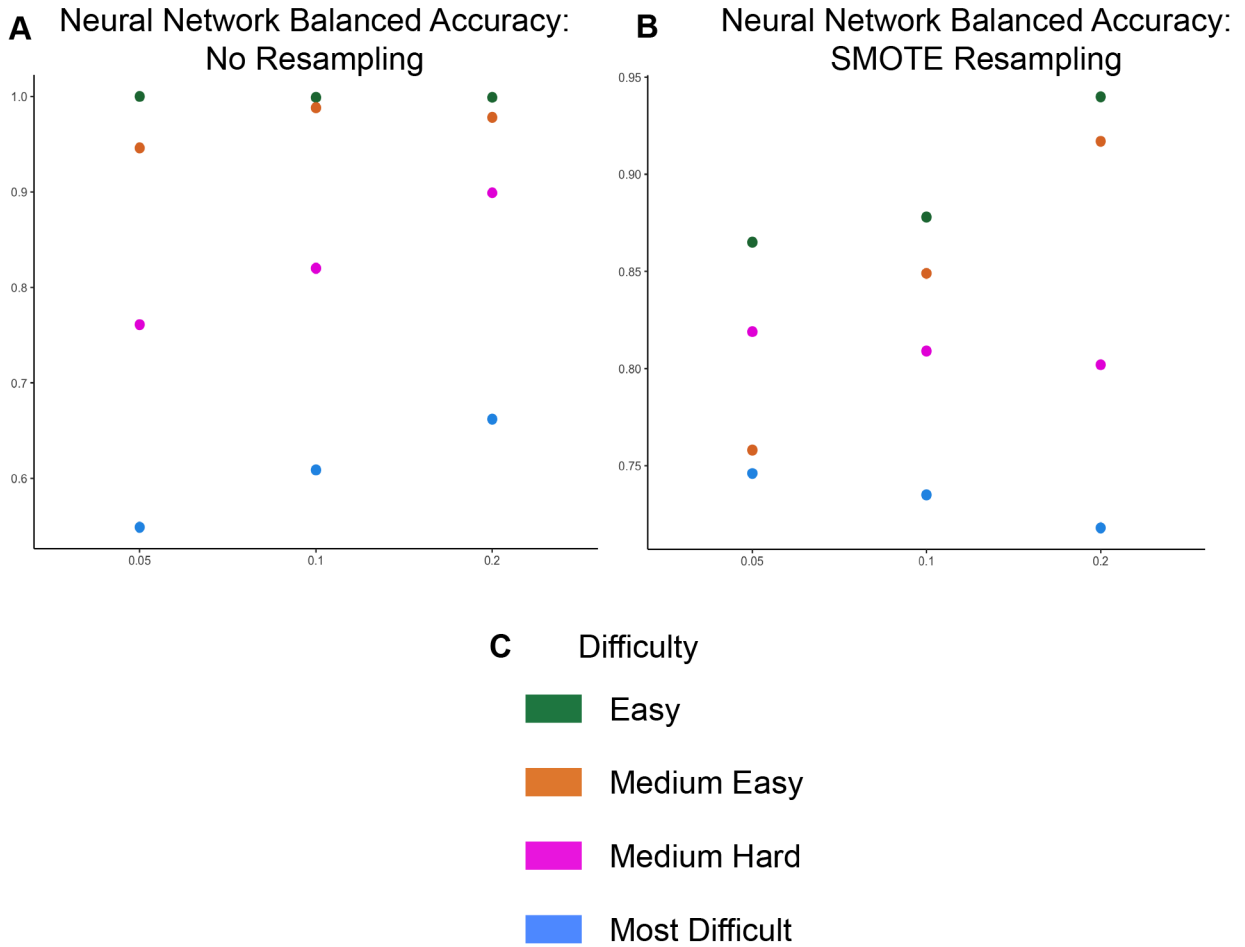 A
Neural Network Balanced Accuracy:
No Resampling
1.0
0.9
0.8
0.7
0.6
0.05
0.1
0.2
B
Neural Network Balanced Accuracy:
SMOTE Resampling
0.95
0.90
0.85
0.80
0.75
0.05
0.1
0.2
C
Difficulty
Easy
Medium Easy
Medium Hard
Most Difficult